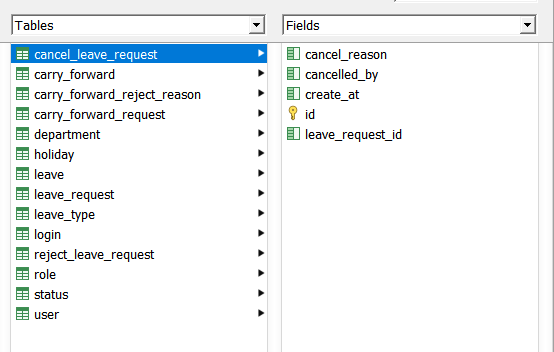 Tables
cancel_leave_request
carry_forward
carry_forward_reject_reason
carry_forward_request
department
holiday
leave
leave_request
leave_type
login
reject_leave_request
role
status
user
Fields
cancel_reason
cancelled_by
create_at
id
leave_request_id